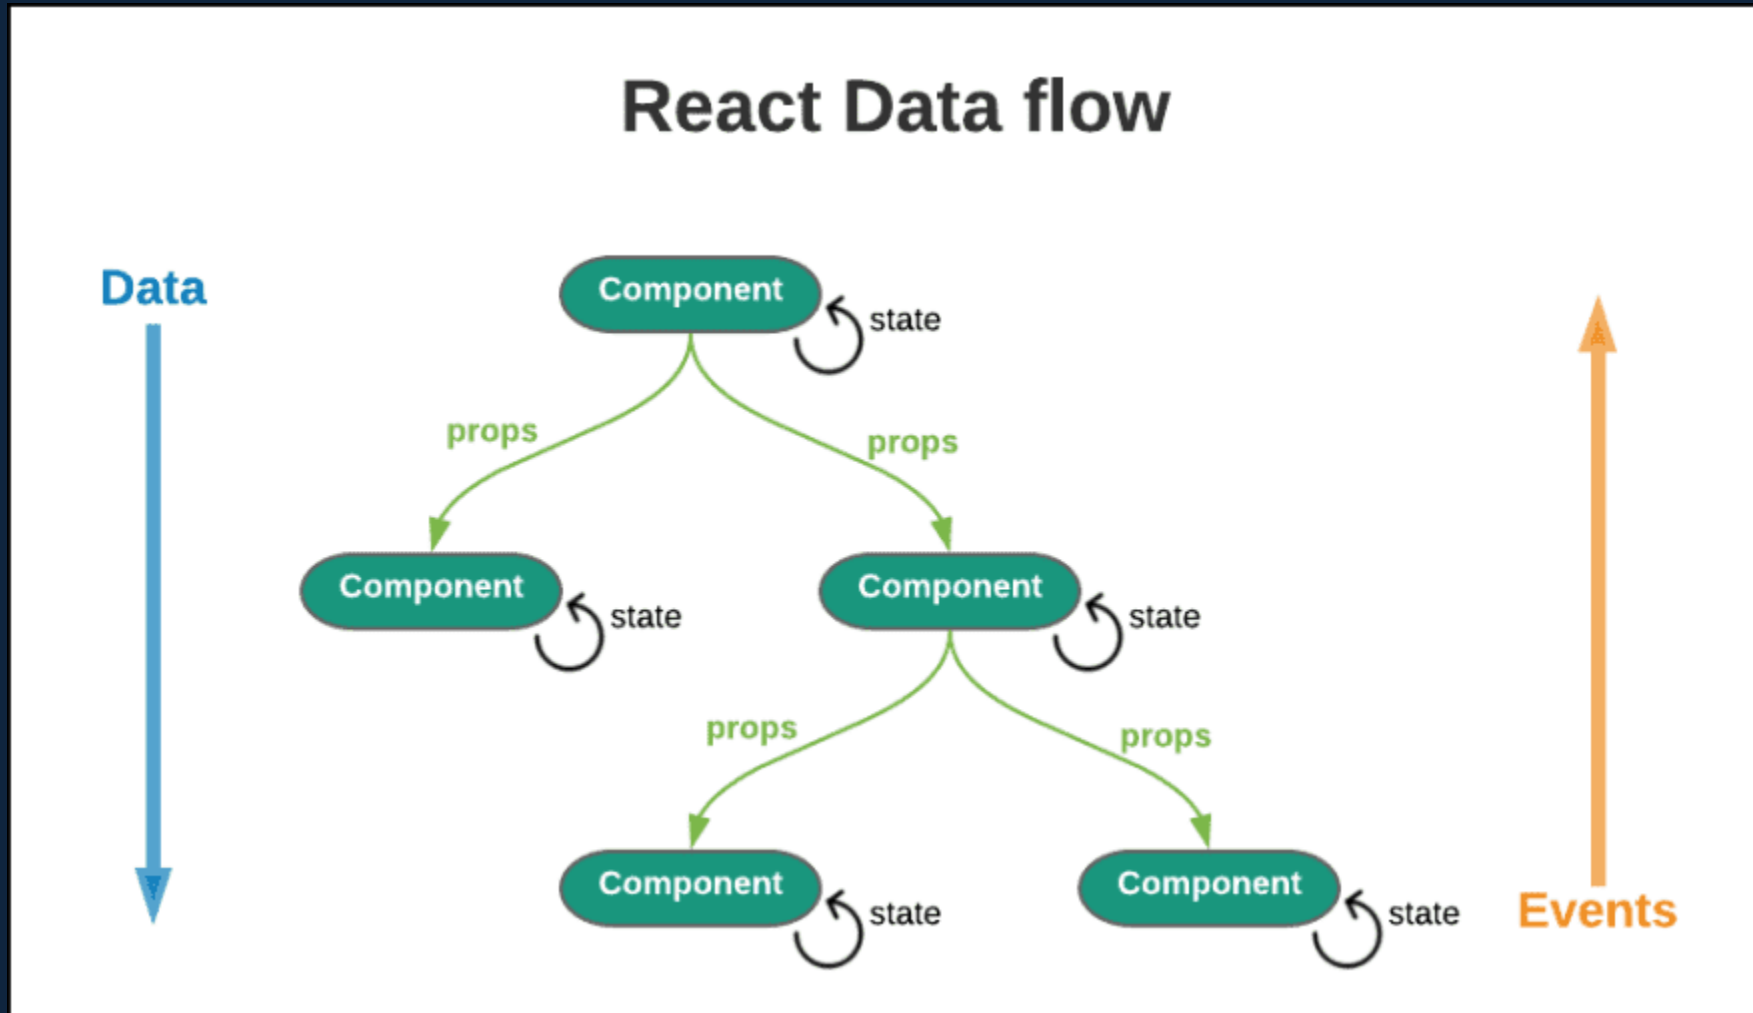 React Data flow
Data
Component
state
props
props
Component
state
Component
state
props
props
Component
state
Component
state
Events